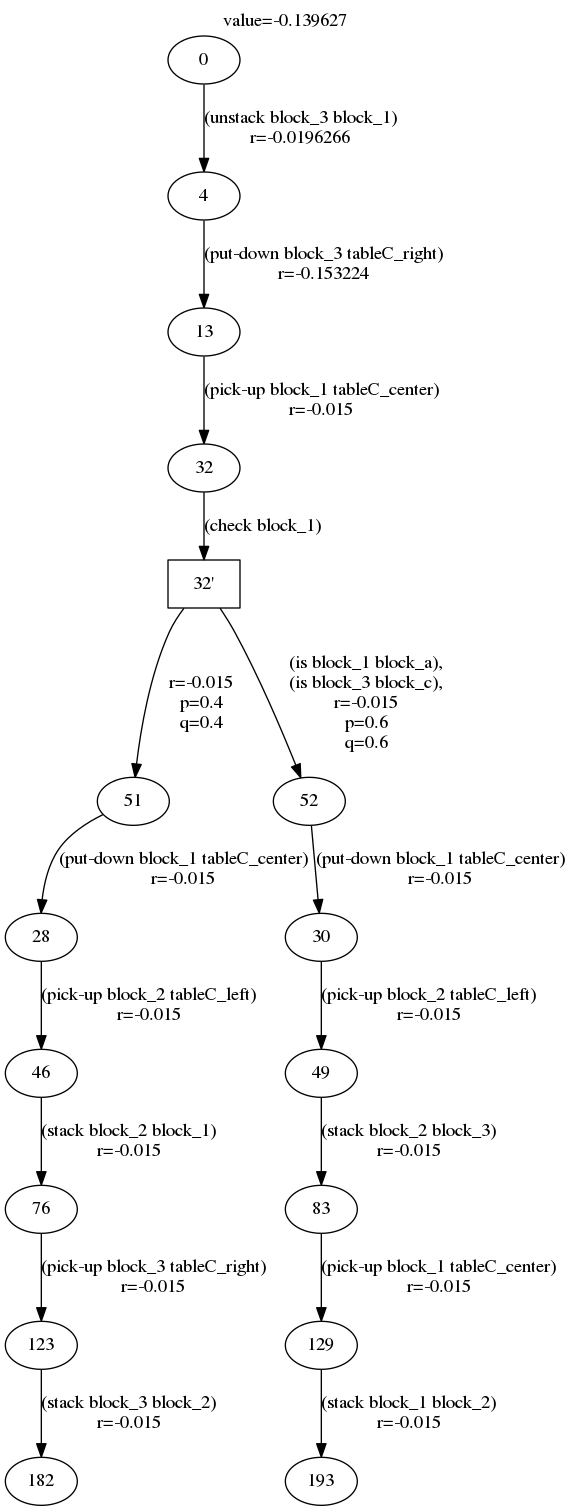 value=-0.139627
0
(unstack block_3 block_1)
r=-0.0196266
4
(put-down block_3 tableC_right)
r=-0.153224
13
(pick-up block_1 tableC_center)
r=-0.015
32
(check block_1)
32'
r=-0.015
p=0.4
q=0.4
(is block_1 block_a),
(is block_3 block_c),
r=-0.015
p=0.6
q=0.6
51
52
(put-down block_1 tableC_center)
r=-0.015
(put-down block_1 tableC_center)
r=-0.015
28
30
(pick-up block_2 tableC_left)
r=-0.015
(pick-up block_2 tableC_left)
r=-0.015
46
49
(stack block_2 block_1)
r=-0.015
(stack block_2 block_3)
r=-0.015
76
83
(pick-up block_3 tableC_right)
r=-0.015
(pick-up block_1 tableC_center)
r=-0.015
123
129
(stack block_3 block_2)
r=-0.015
(stack block_1 block_2)
r=-0.015
182
193